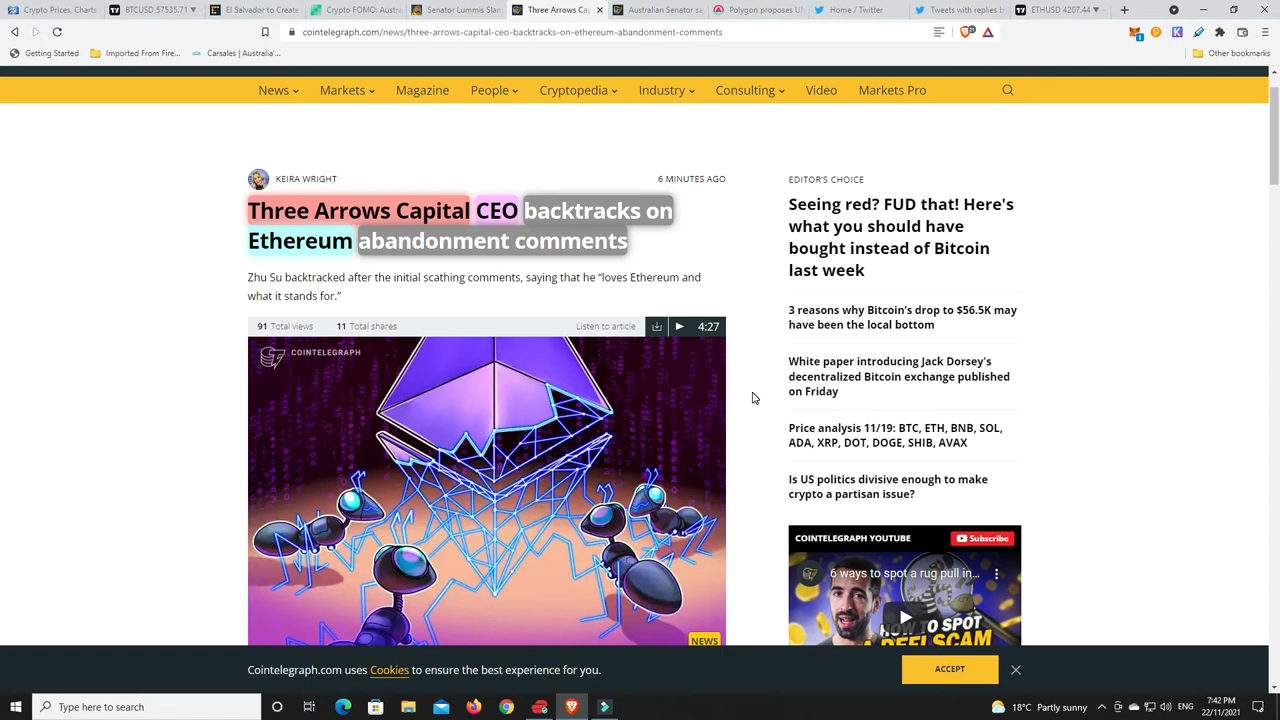 Crypto Prices, Charts
BTCUSD 57535.71
El Salvador to Create
Crypto FOMO: Austra
Senator Lummis Slam
Three Arrows Cap
Australian Senator sa
Polygon proposes U
Home / Twitter
Tweets with replies b
ETHUSD 4207.44
cointelegraph.com/news/three-arrows-capital-ceo-backtracks-on-ethereum-abandonment-comments
Getting Started
Imported From Fire...
Carsales | Australia'...
Other bookmarks
News
Markets
Magazine
People
Cryptopedia
Industry
Consulting
Video
Markets Pro
KEIRA WRIGHT
6 MINUTES AGO
Three Arrows Capital CEO backtracks on
Ethereum abandonment comments
Zhu Su backtracked after the initial scathing comments, saying that he “loves Ethereum and
what it stands for.”
91 Total views
11 Total shares
Listen to article
4:27
COINTELEGRAPH
NEWS
EDITOR'S CHOICE
Seeing red? FUD that! Here's
what you should have
bought instead of Bitcoin
last week
3 reasons why Bitcoin’s drop to $56.5K may
have been the local bottom
White paper introducing Jack Dorsey's
decentralized Bitcoin exchange published
on Friday
Price analysis 11/19: BTC, ETH, BNB, SOL,
ADA, XRP, DOT, DOGE, SHIB, AVAX
Is US politics divisive enough to make
crypto a partisan issue?
COINTELEGRAPH YOUTUBE
Subscribe
6 ways to spot a rug pull in...
HOW TO SPOT
A DEFI SCAM
Cointelegraph.com uses Cookies to ensure the best experience for you.
ACCEPT
Type here to search
18°C Partly sunny
ENG
7:42 PM
22/11/2021